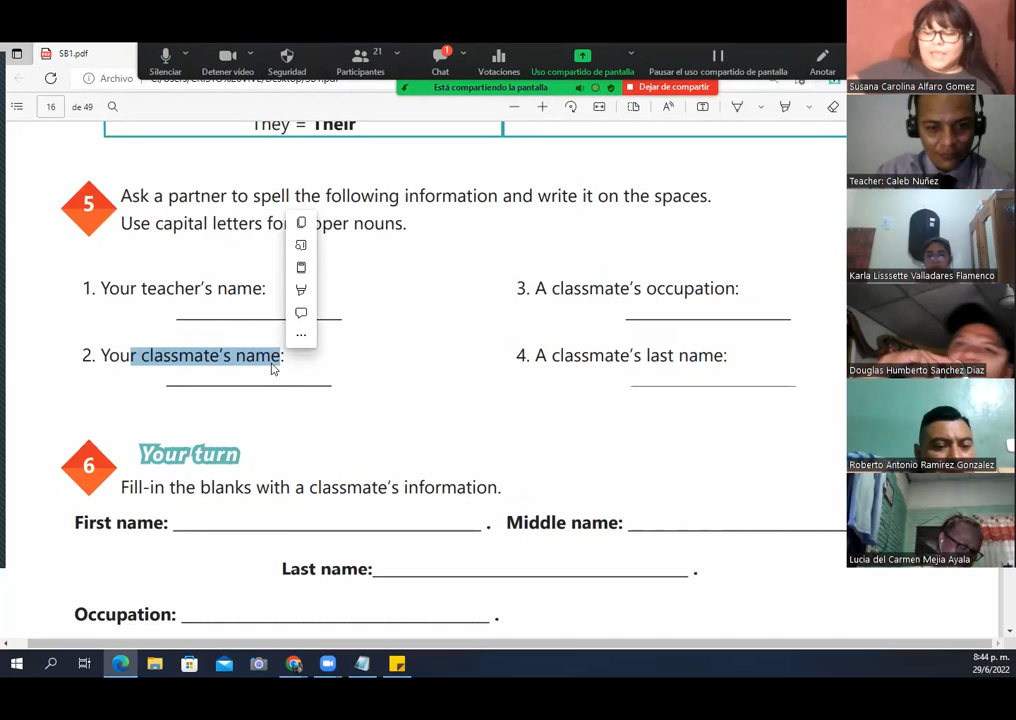 SB1.pdf
Silenciar
Detener video
Seguridad
21
Participantes
1
Chat
Votaciones
Uso compartido de pantalla
Pausar el uso compartido de pantalla
Anotar
Archivo
Está compartiendo la pantalla
Dejar de compartir
16
de 49
They = Their
5
Ask a partner to spell the following information and write it on the spaces.
Use capital letters for oper nouns.
1. Your teacher's name:
3. A classmate's occupation:
2. Your classmate's name:
4. A classmate's last name:
6
Your turn
Fill-in the blanks with a classmate's information.
First name: . Middle name:
Last name: .
Occupation: .
Susana Carolina Alfaro Gomez
Teacher: Caleb Nuñez
Karla Lisssette Valladares Flamenco
Douglas Humberto Sanchez Diaz
Roberto Antonio Ramirez Gonzalez
Lucia del Carmen Mejia Ayala
8:44 p. m.
29/6/2022